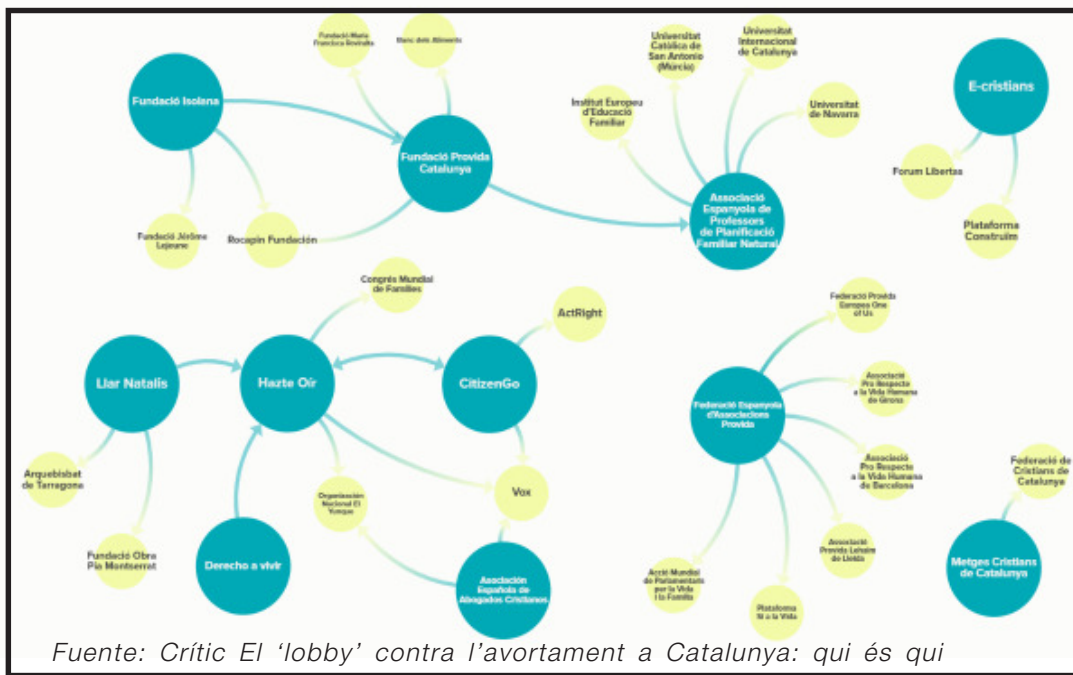 Fundació Maria
Francisca Roviralta
Banc dels Aliments
Universitat
Catòlica de
San Antonio
(Múrcia)
Universitat
Internacional
de Catalunya
Fundació Isolana
Institut Europeu
d'Educació
Familiar
Universitat
de Navarra
E-cristians
Fundació Provida
Catalunya
Forum Libertas
Associació
Espanyola de
Professors
de Planificació
Familiar Natural
Fundació Jérôme
Lejeune
Rocapin Fundación
Plataforma
Construïm
Congrés Mundial
de Famílies
ActRight
Federació Provida
Europea One
of Us
Llar Natalis
Hazte Oír
CitizenGo
Federació Espanyola
d'Associacions
Provida
Associació
Pro Respecte
a la Vida Humana
de Girona
Arquebisbat
de Tarragona
Organización
Nacional El
Yunque
Vox
Associació
Pro Respecte
a la Vida Humana
de Barcelona
Federació de
Cristians de
Catalunya
Fundació Obra
Pia Montserrat
Derecho a vivir
Asociación
Española de
Abogados Cristianos
Acció Mundial
de Parlamentaris
per la Vida
i la Família
Plataforma
Sí a la Vida
Associació
Provida Lehaim
de Lleida
Metges Cristians
de Catalunya
Fuente: Crític El ‘lobby’ contra l’avortament a Catalunya: qui és qui